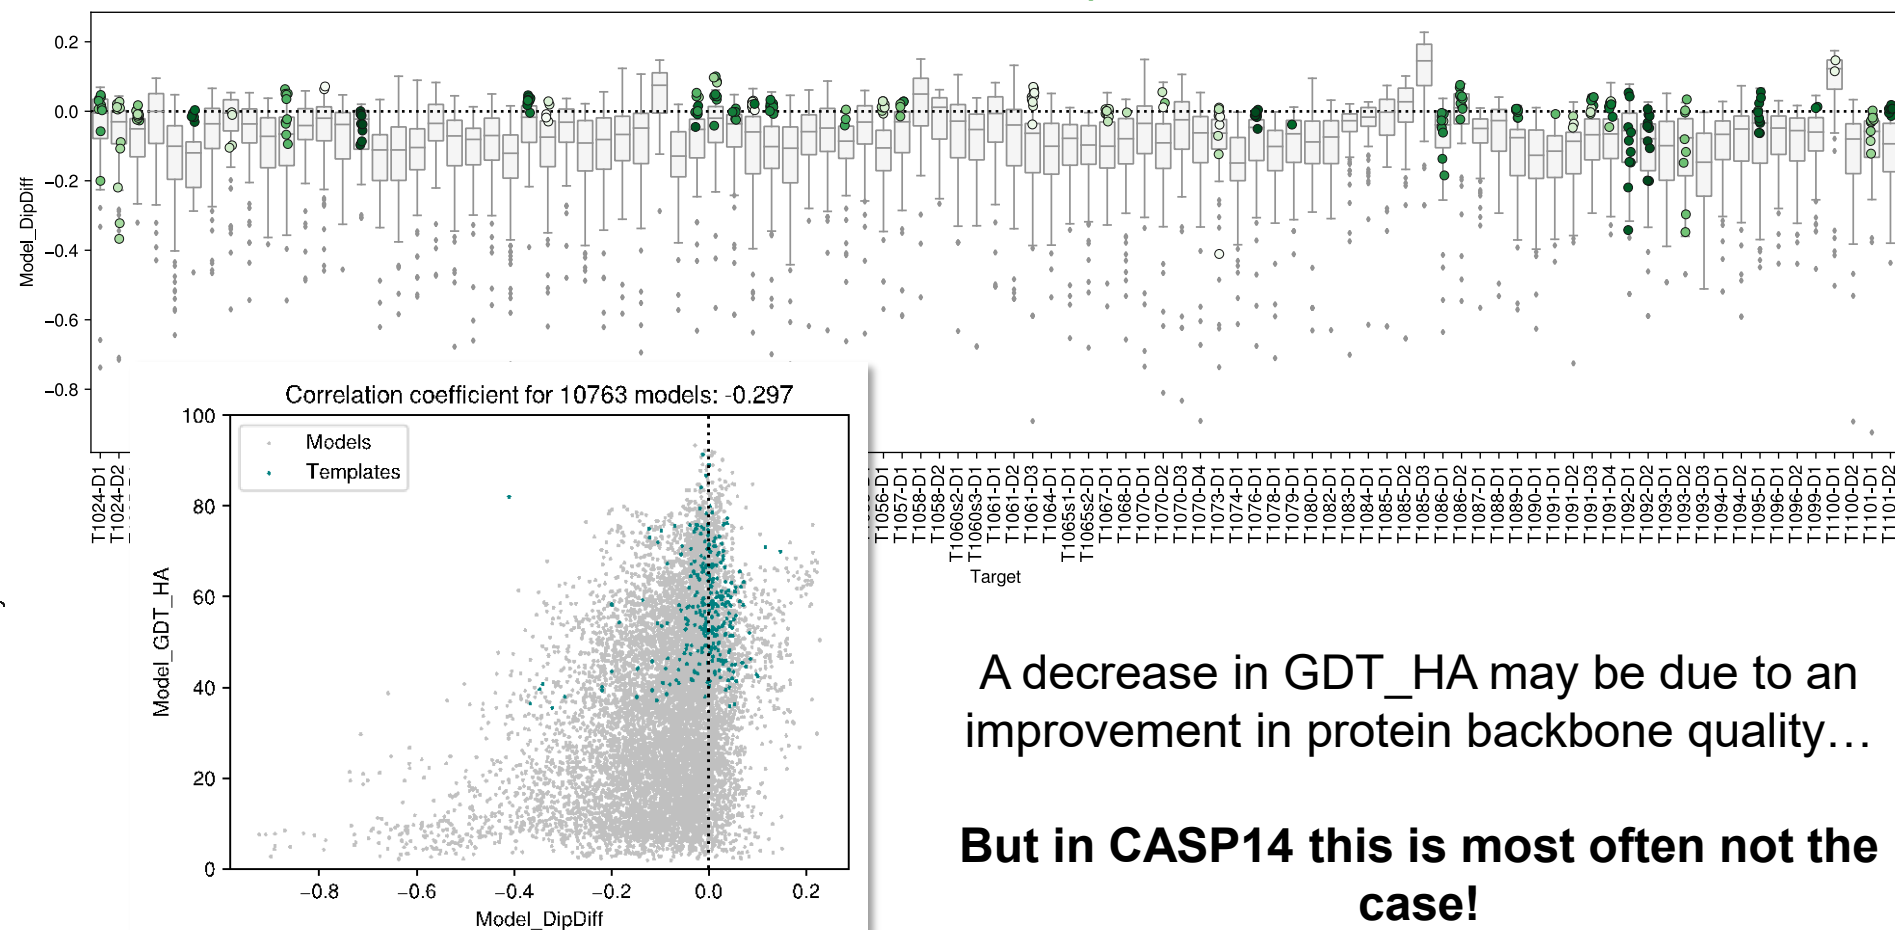 0.2
0.0
−0.2
−0.4
−0.6
−0.8
Model_DipDiff
T1024-D1
T1024-D2
T1056-D1
T1057-D1
T1058-D1
T1058-D2
T1060s2-D1
T1060s3-D1
T1061-D1
T1061-D2
T1061-D3
T1064-D1
T1065s1-D1
T1065s2-D1
T1067-D1
T1068-D1
T1070-D1
T1070-D2
T1070-D3
T1070-D4
T1073-D1
T1074-D1
T1076-D1
T1078-D1
T1079-D1
T1080-D1
T1082-D1
T1083-D1
T1084-D1
T1085-D1
T1085-D2
T1085-D3
T1086-D1
T1086-D2
T1087-D1
T1088-D1
T1089-D1
T1090-D1
T1091-D1
T1091-D2
T1091-D3
T1091-D4
T1092-D1
T1092-D2
T1093-D1
T1093-D2
T1093-D3
T1094-D1
T1094-D2
T1095-D1
T1096-D1
T1096-D2
T1099-D1
T1100-D1
T1100-D2
T1101-D1
T1101-D2
Target
Correlation coefficient for 10763 models: -0.297
Models
Templates
100
80
60
40
20
0
Model_GDT_HA
−0.8
−0.6
−0.4
−0.2
0.0
0.2
Model_DipDiff
A decrease in GDT_HA may be due to an
improvement in protein backbone quality…
But in CASP14 this is most often not the
case!